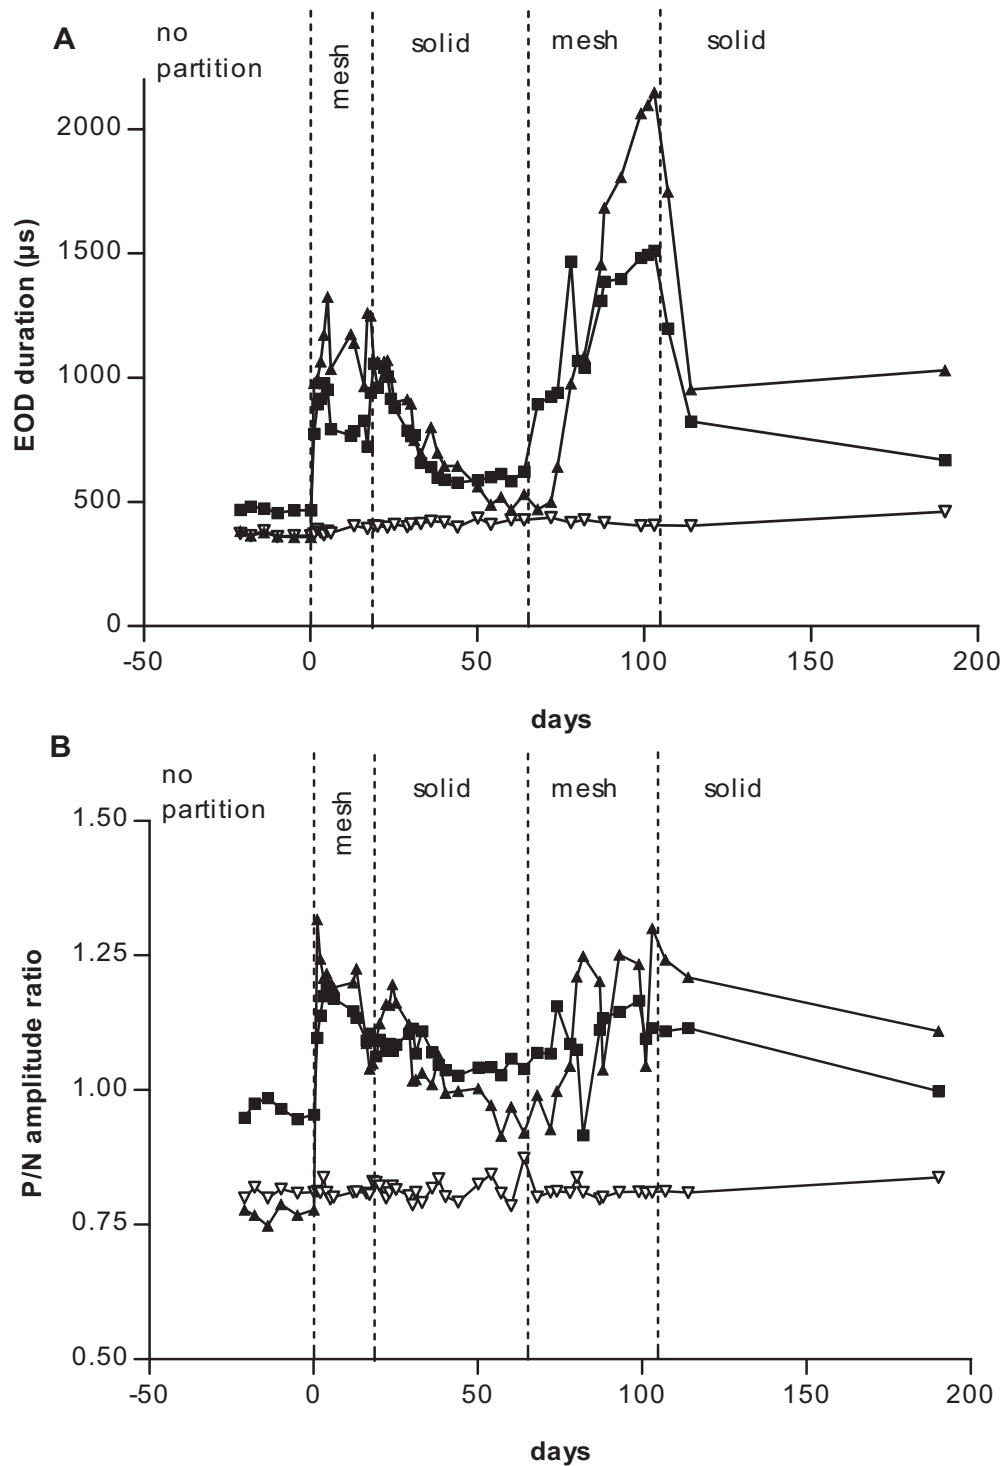 A
no
partition
mesh
solid
mesh
solid
EOD duration (µs)
2000
1500
1000
500
0
-50 0 50 100 150 200
days
B
no
partition
mesh
solid
mesh
solid
P/N amplitude ratio
1.50
1.25
1.00
0.75
0.50
-50 0 50 100 150 200
days